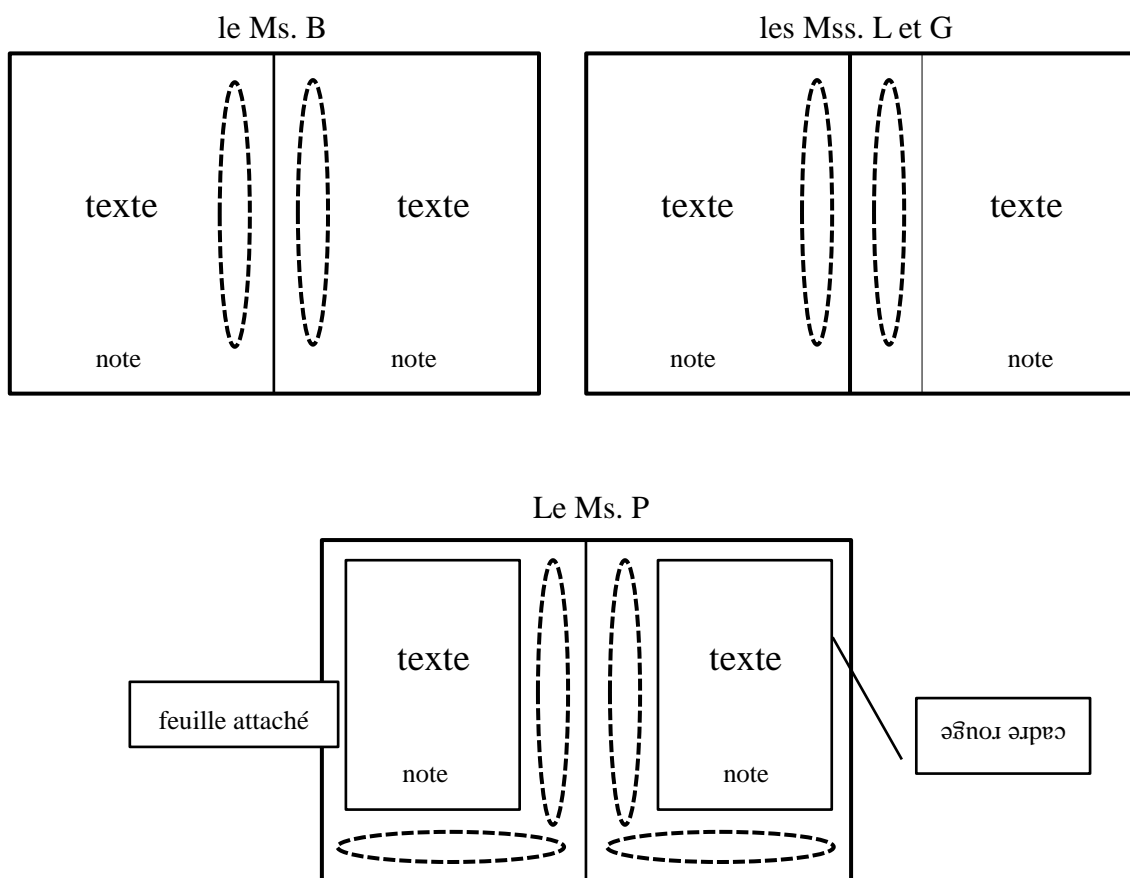 le Ms. B
les Mss. L et G
texte
texte
texte
texte
note
note
note
note
Le Ms. P
texte
texte
feuille attaché
cadre rouge
note
note